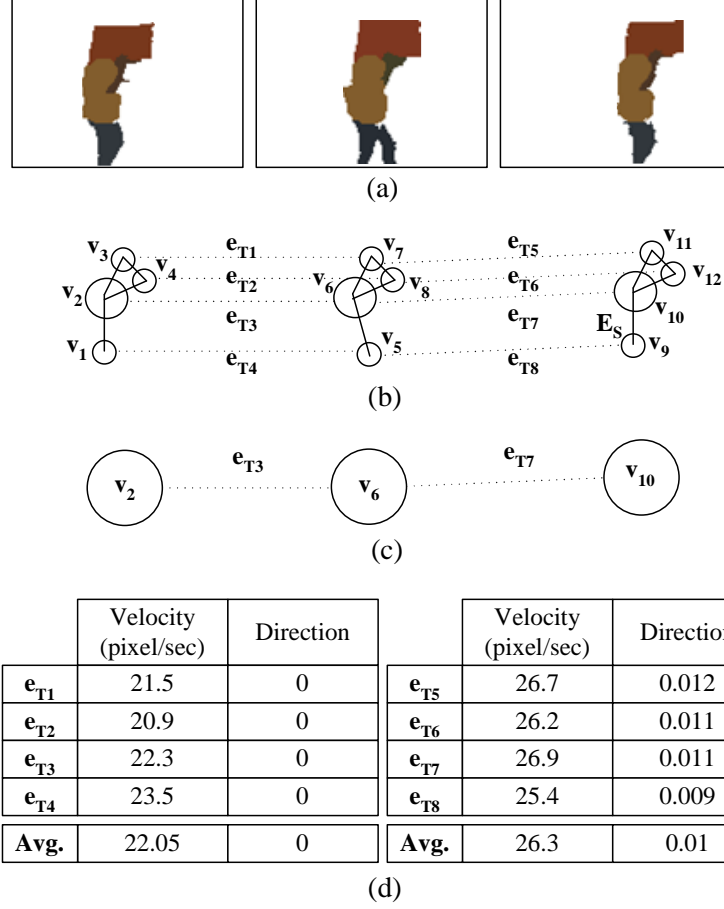 (a)
v3 v4 eT1 v7 eT5 v11
v2 eT2 v6 v8 eT6 v12
eT3 eT7 ES v10
v1 eT4 v5 eT8 v9
(b)
v2 eT3 v6 eT7 v10
(c)
Velocity (pixel/sec) Direction Velocity (pixel/sec) Directio
eT1 21.5 0 eT5 26.7 0.012
eT2 20.9 0 eT6 26.2 0.011
eT3 22.3 0 eT7 26.9 0.011
eT4 23.5 0 eT8 25.4 0.009
Avg. 22.05 0 Avg. 26.3 0.01
(d)